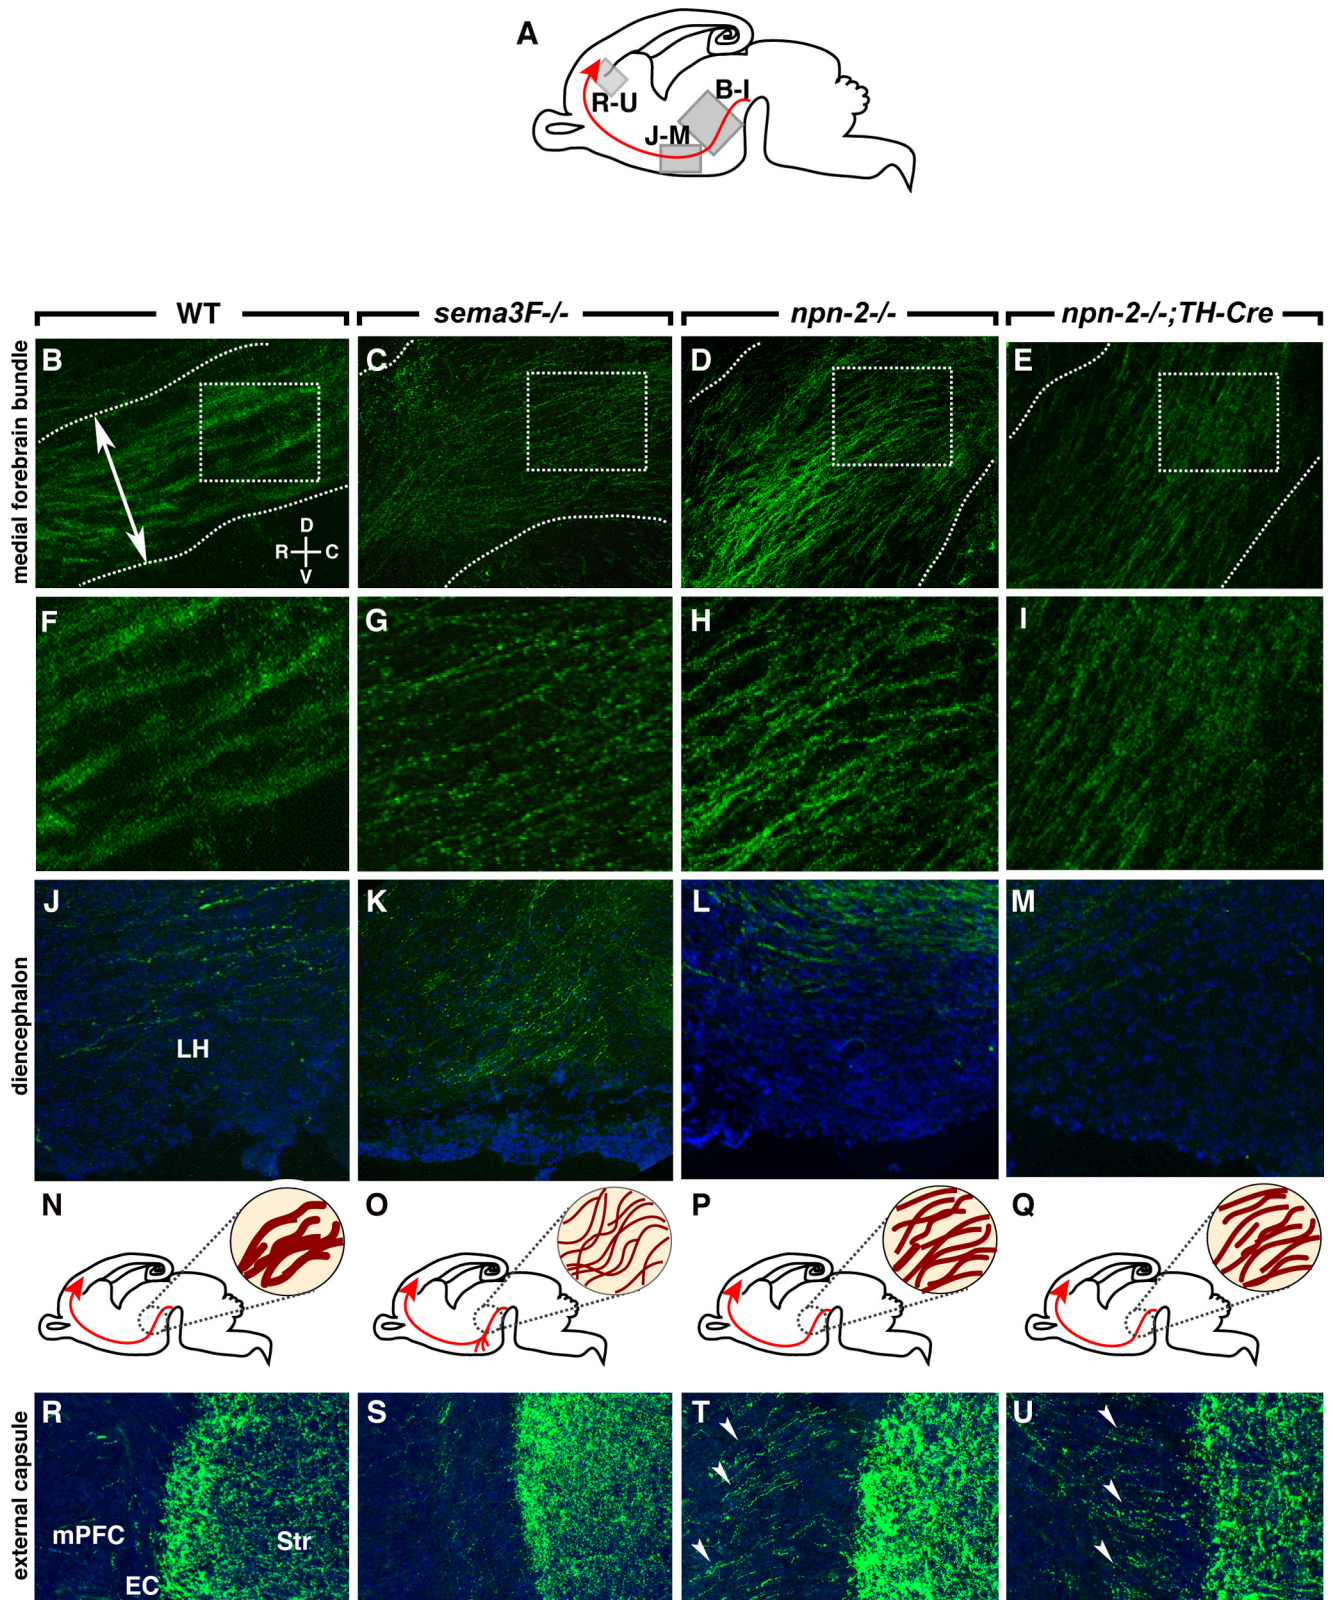 A
R-U
B-I
J-M
WT
sema3F-/-
npn-2-/-
npn-2-/-;TH-Cre
medial forebrain bundle
B
C
D
E
D
R
C
V
F
G
H
I
diencephalon
J
K
L
M
LH
N
O
P
Q
external capsule
R
S
T
U
mPFC
Str
EC